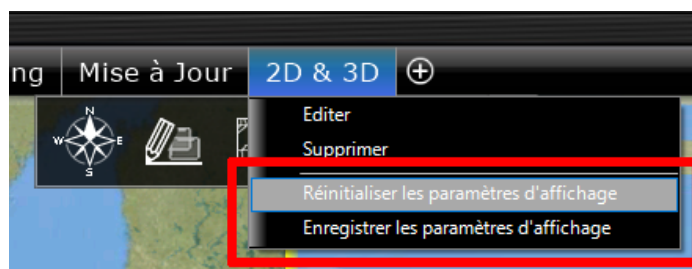 ng Mise à Jour 2D & 3D
N
W E
S
Editer
Supprimer
Réinitialiser les paramètres d'affichage
Enregistrer les paramètres d'affichage